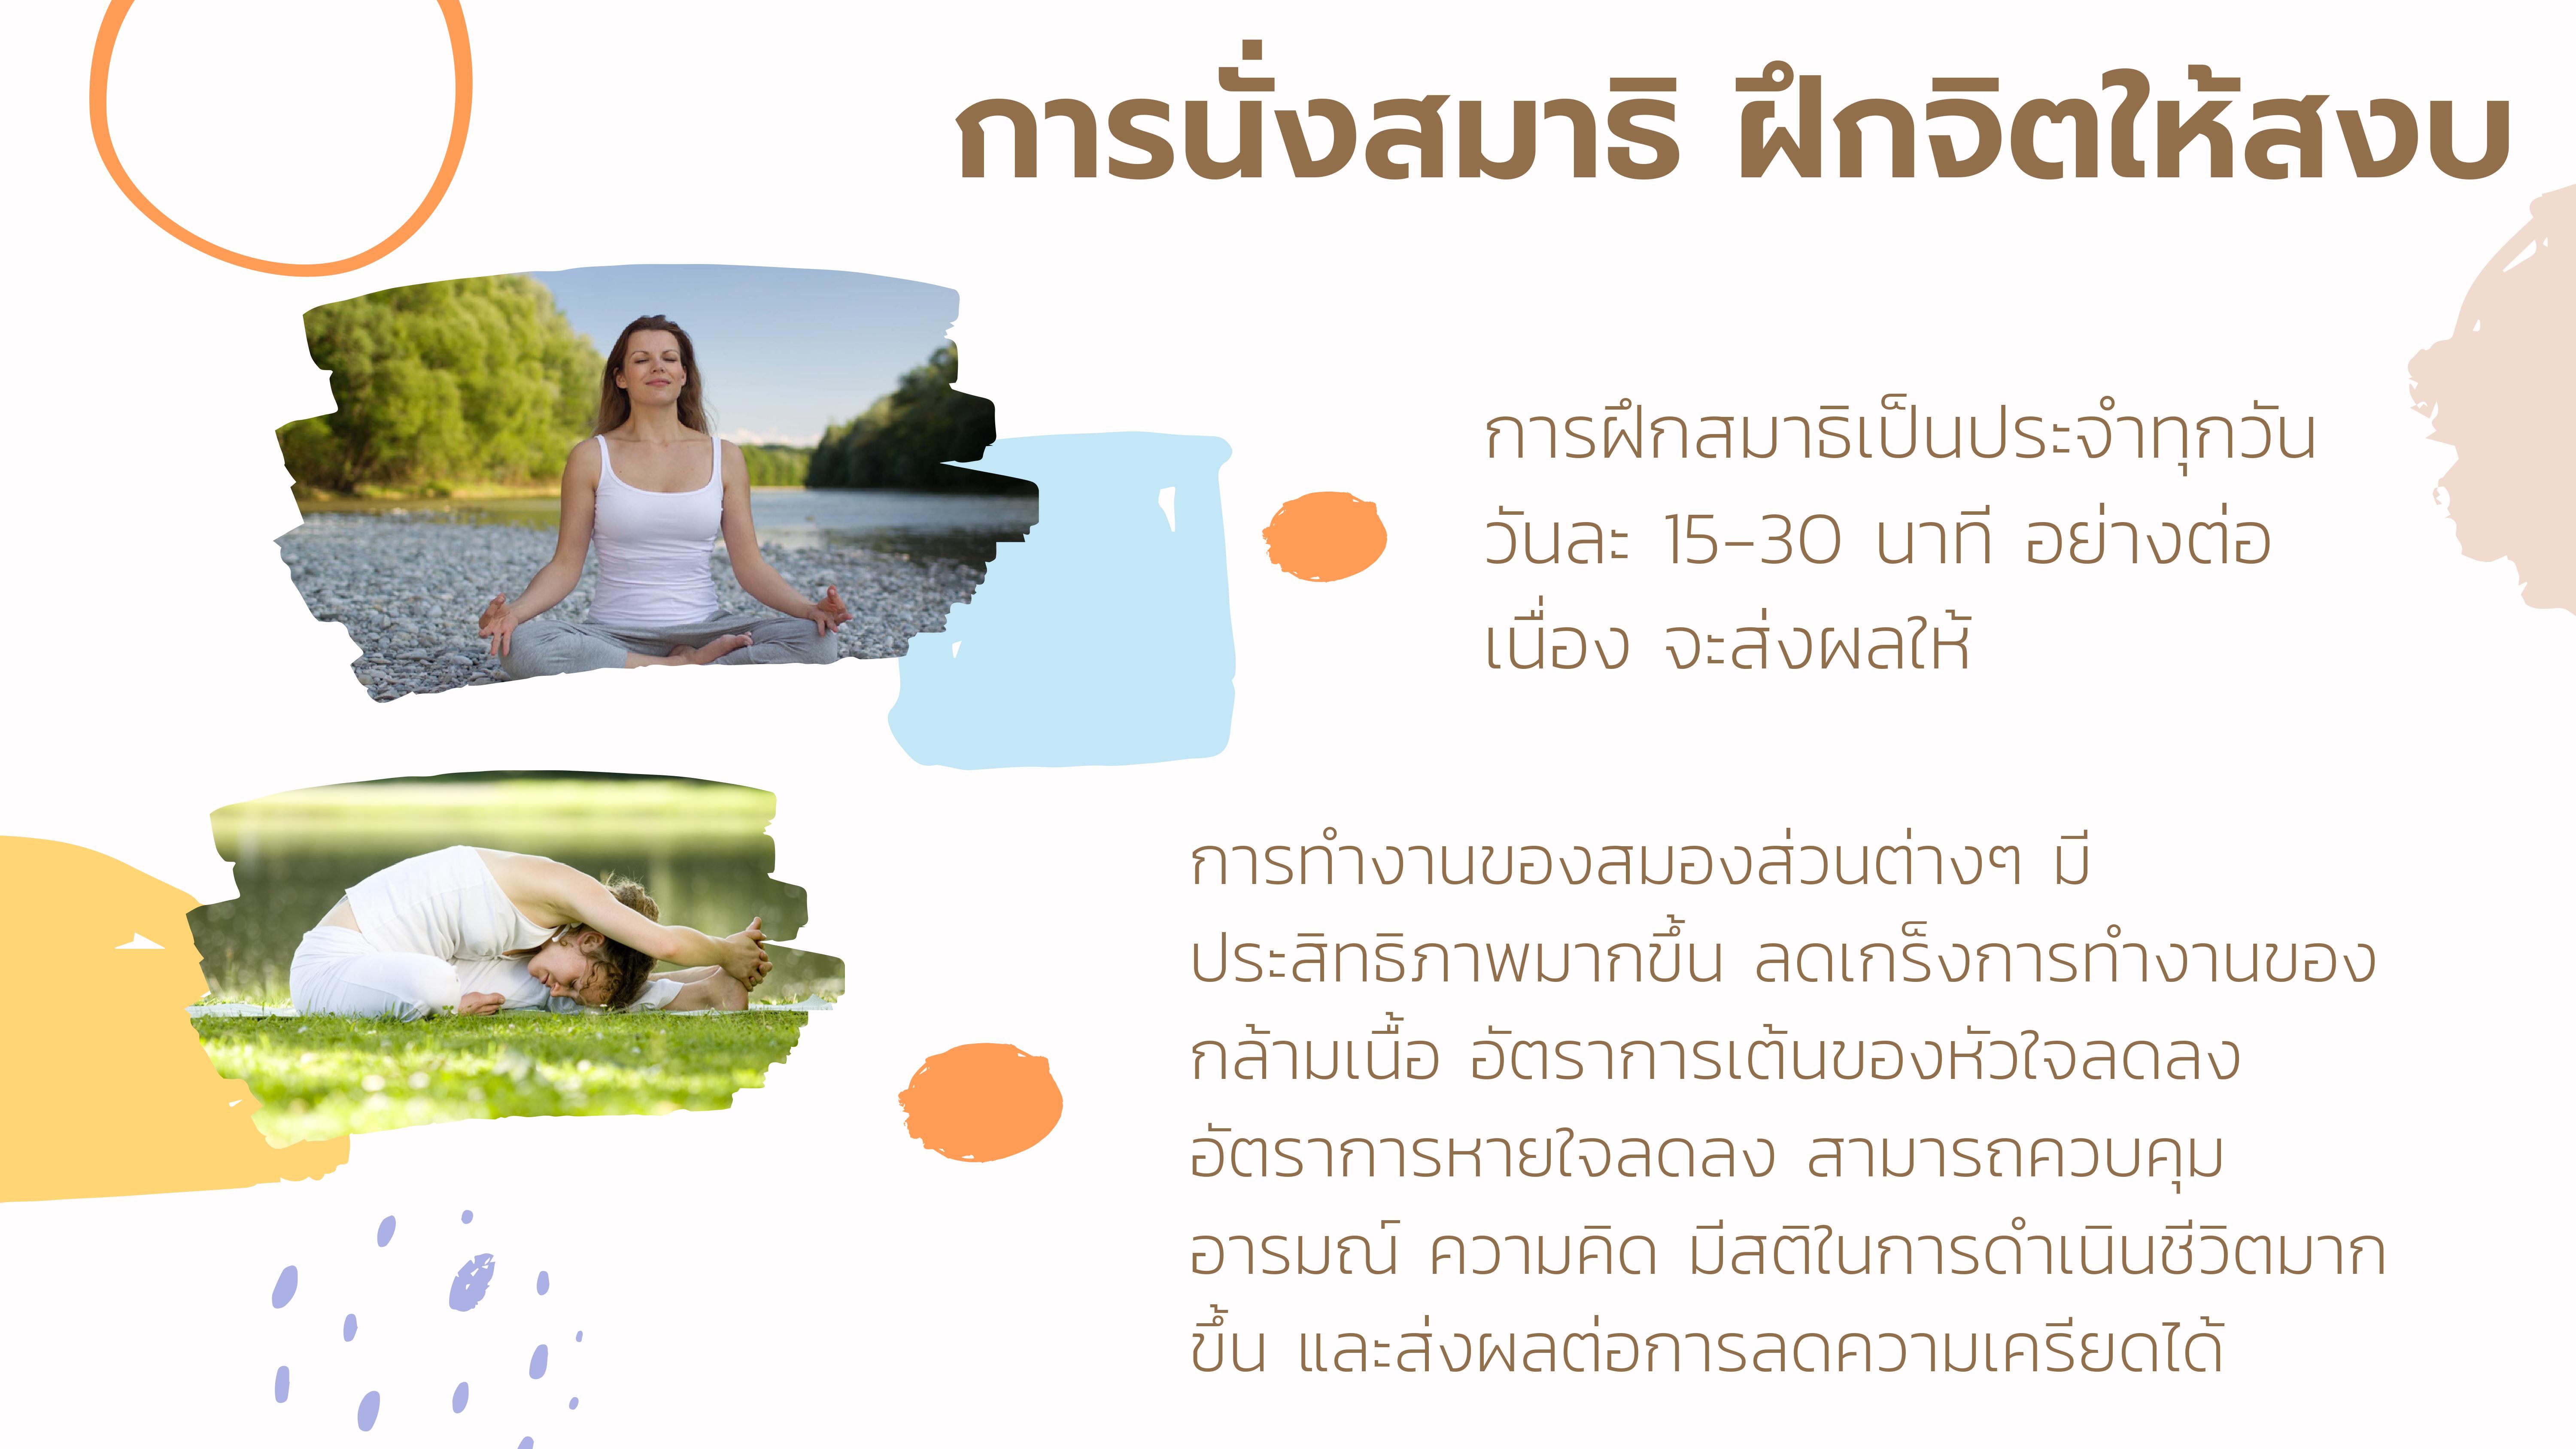 การนั่งสมาธิ ฝึกจิตให้สงบ
การฝึกสมาธิเป็นประจำทุกวัน
วันละ 15-30 นาที อย่างต่อ
เนื่อง จะส่งผลให้
การทำงานของสมองส่วนต่างๆ มี
ประสิทธิภาพมากขึ้น ลดเกร็งการทำงานของ
กล้ามเนื้อ อัตราการเต้นของหัวใจลดลง
อัตราการหายใจลดลง สามารถควบคุม
อารมณ์ ความคิด มีสติในการดำเนินชีวิตมาก
ขึ้น และส่งผลต่อการลดความเครียดได้